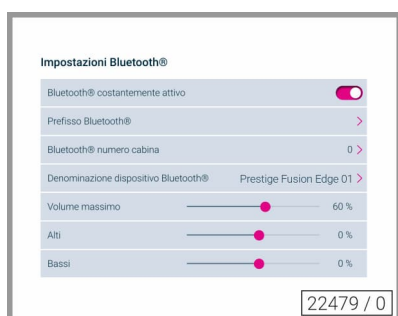 Impostazioni Bluetooth®
Bluetooth® costantemente attivo
Prefisso Bluetooth®
Bluetooth® numero cabina 0
Denominazione dispositivo Bluetooth® Prestige Fusion Edge 01
Volume massimo 60 %
Alti 0 %
Bassi 0 %
22479 / 0